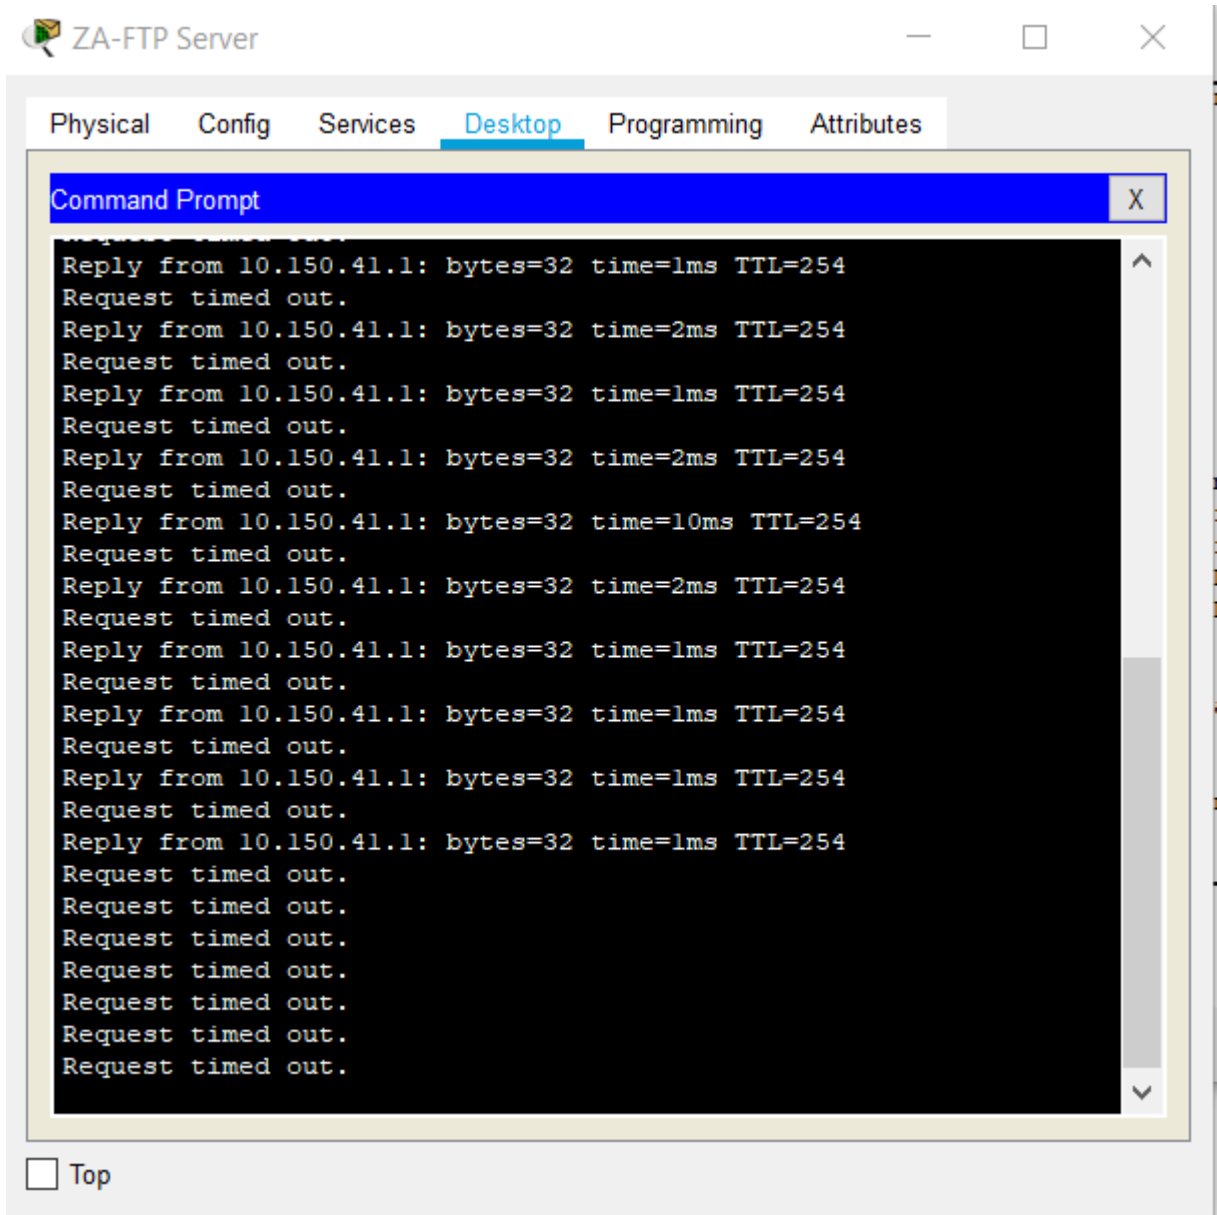 ZA-FTP Server
Physical Config Services Desktop Programming Attributes
Command Prompt X
Request timed out.
Reply from 10.150.41.1: bytes=32 time=1ms TTL=254
Request timed out.
Reply from 10.150.41.1: bytes=32 time=2ms TTL=254
Request timed out.
Reply from 10.150.41.1: bytes=32 time=1ms TTL=254
Request timed out.
Reply from 10.150.41.1: bytes=32 time=2ms TTL=254
Request timed out.
Reply from 10.150.41.1: bytes=32 time=10ms TTL=254
Request timed out.
Reply from 10.150.41.1: bytes=32 time=2ms TTL=254
Request timed out.
Reply from 10.150.41.1: bytes=32 time=1ms TTL=254
Request timed out.
Reply from 10.150.41.1: bytes=32 time=1ms TTL=254
Request timed out.
Reply from 10.150.41.1: bytes=32 time=1ms TTL=254
Request timed out.
Reply from 10.150.41.1: bytes=32 time=1ms TTL=254
Request timed out.
Request timed out.
Request timed out.
Request timed out.
Request timed out.
Request timed out.
Request timed out.
Top